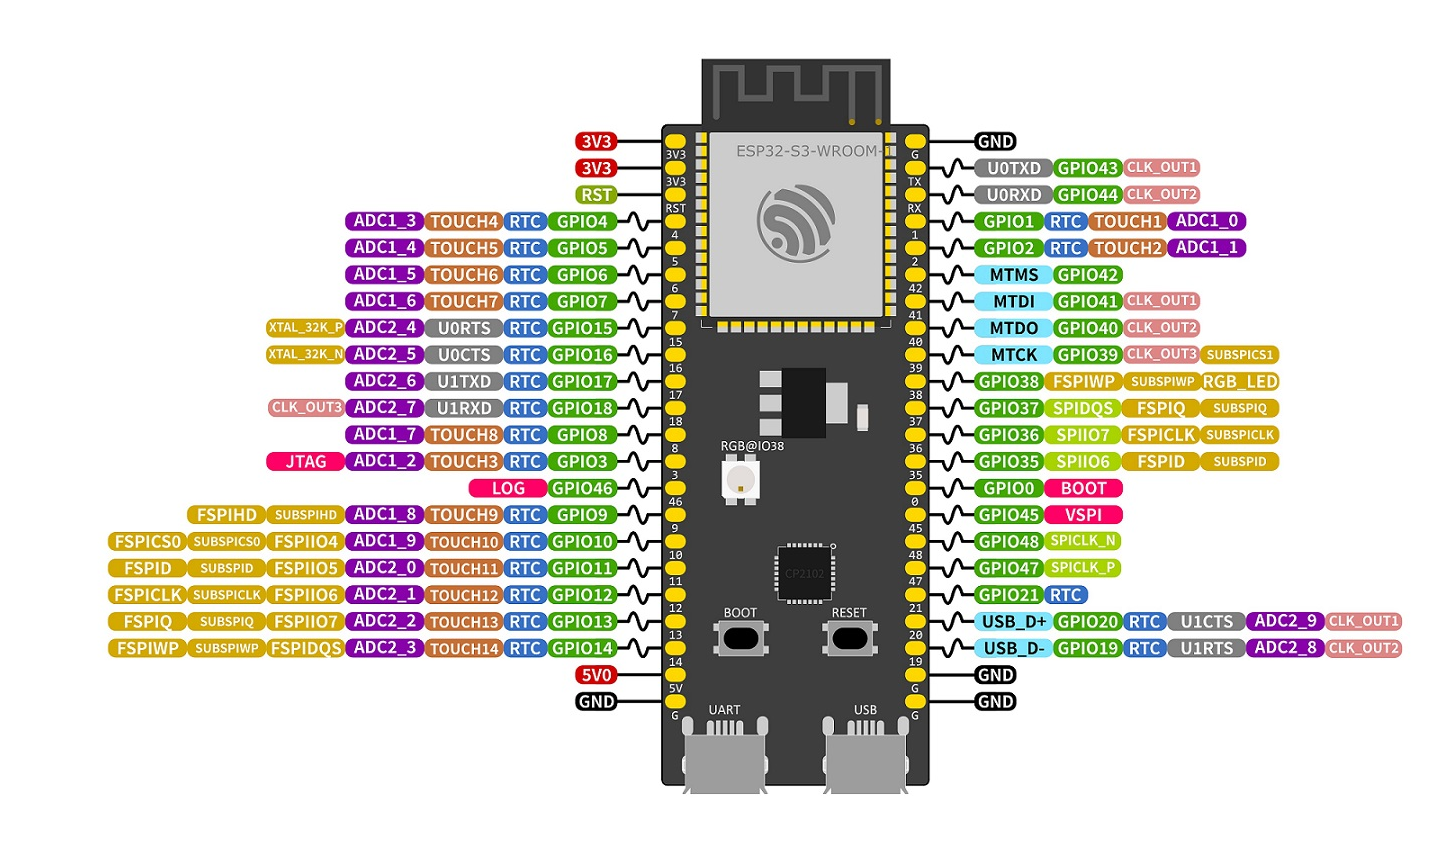 ESP32-S3-WROOM-1
3V3 3V3 G GND
3V3 3V3 TX U0TXD GPIO43 CLK_OUT1
RST RST RX U0RXD GPIO44 CLK_OUT2
ADC1_3 TOUCH4 RTC GPIO4 4 1 GPIO1 RTC TOUCH1 ADC1_0
ADC1_4 TOUCH5 RTC GPIO5 5 2 GPIO2 RTC TOUCH2 ADC1_1
ADC1_5 TOUCH6 RTC GPIO6 6 42 MTMS GPIO42
ADC1_6 TOUCH7 RTC GPIO7 7 41 MTDI GPIO41 CLK_OUT1
XTAL_32K_P ADC2_4 U0RTS RTC GPIO15 15 40 MTDO GPIO40 CLK_OUT2
XTAL_32K_N ADC2_5 U0CTS RTC GPIO16 16 39 MTCK GPIO39 CLK_OUT3 SUBSPICS1
ADC2_6 U1TXD RTC GPIO17 17 38 GPIO38 FSPIWP SUBSPIWP RGB_LED
CLK_OUT3 ADC2_7 U1RXD RTC GPIO18 18 37 GPIO37 SPIDQS FSPIQ SUBSPIQ
ADC1_7 TOUCH8 RTC GPIO8 8 36 GPIO36 SPIIO7 FSPICLK SUBSPICLK
RGB@IO38
JTAG ADC1_2 TOUCH3 RTC GPIO3 3 35 GPIO35 SPIIO6 FSPID SUBSPID
LOG GPIO46 46 0 GPIO0 BOOT
FSPIHD SUBSPIHD ADC1_8 TOUCH9 RTC GPIO9 9 45 GPIO45 VSPI
FSPICS0 SUBSPICS0 FSPIIO4 ADC1_9 TOUCH10 RTC GPIO10 10 48 GPIO48 SPICLK_N
FSPID SUBSPID FSPIIO5 ADC2_0 TOUCH11 RTC GPIO11 11 47 GPIO47 SPICLK_P
CP2102
FSPICLK SUBSPICLK FSPIIO6 ADC2_1 TOUCH12 RTC GPIO12 12 21 GPIO21 RTC
BOOT RESET
FSPIQ SUBSPIQ FSPIIO7 ADC2_2 TOUCH13 RTC GPIO13 13 20 USB_D+ GPIO20 RTC U1CTS ADC2_9 CLK_OUT1
FSPIWP SUBSPIWP FSPIDQS ADC2_3 TOUCH14 RTC GPIO14 14 19 USB_D- GPIO19 RTC U1RTS ADC2_8 CLK_OUT2
5V0 5V G GND
GND G G GND
UART USB